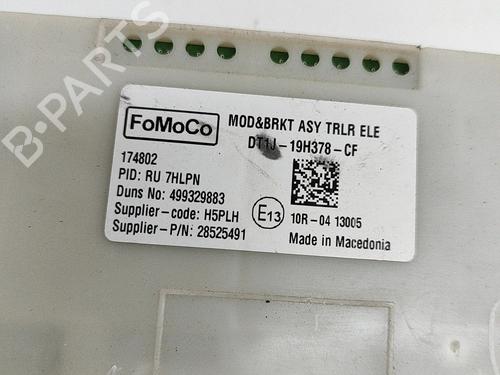 B-PARTS
FoMoCo
MOD&BRKT ASY TRLR ELE
DT1J-19H378-CF
174802
PID: RU 7HLPN
Duns No: 499329883
Supplier-code: H5PLH
Supplier-P/N: 28525491
E13
10R-04 13005
Made in Macedonia